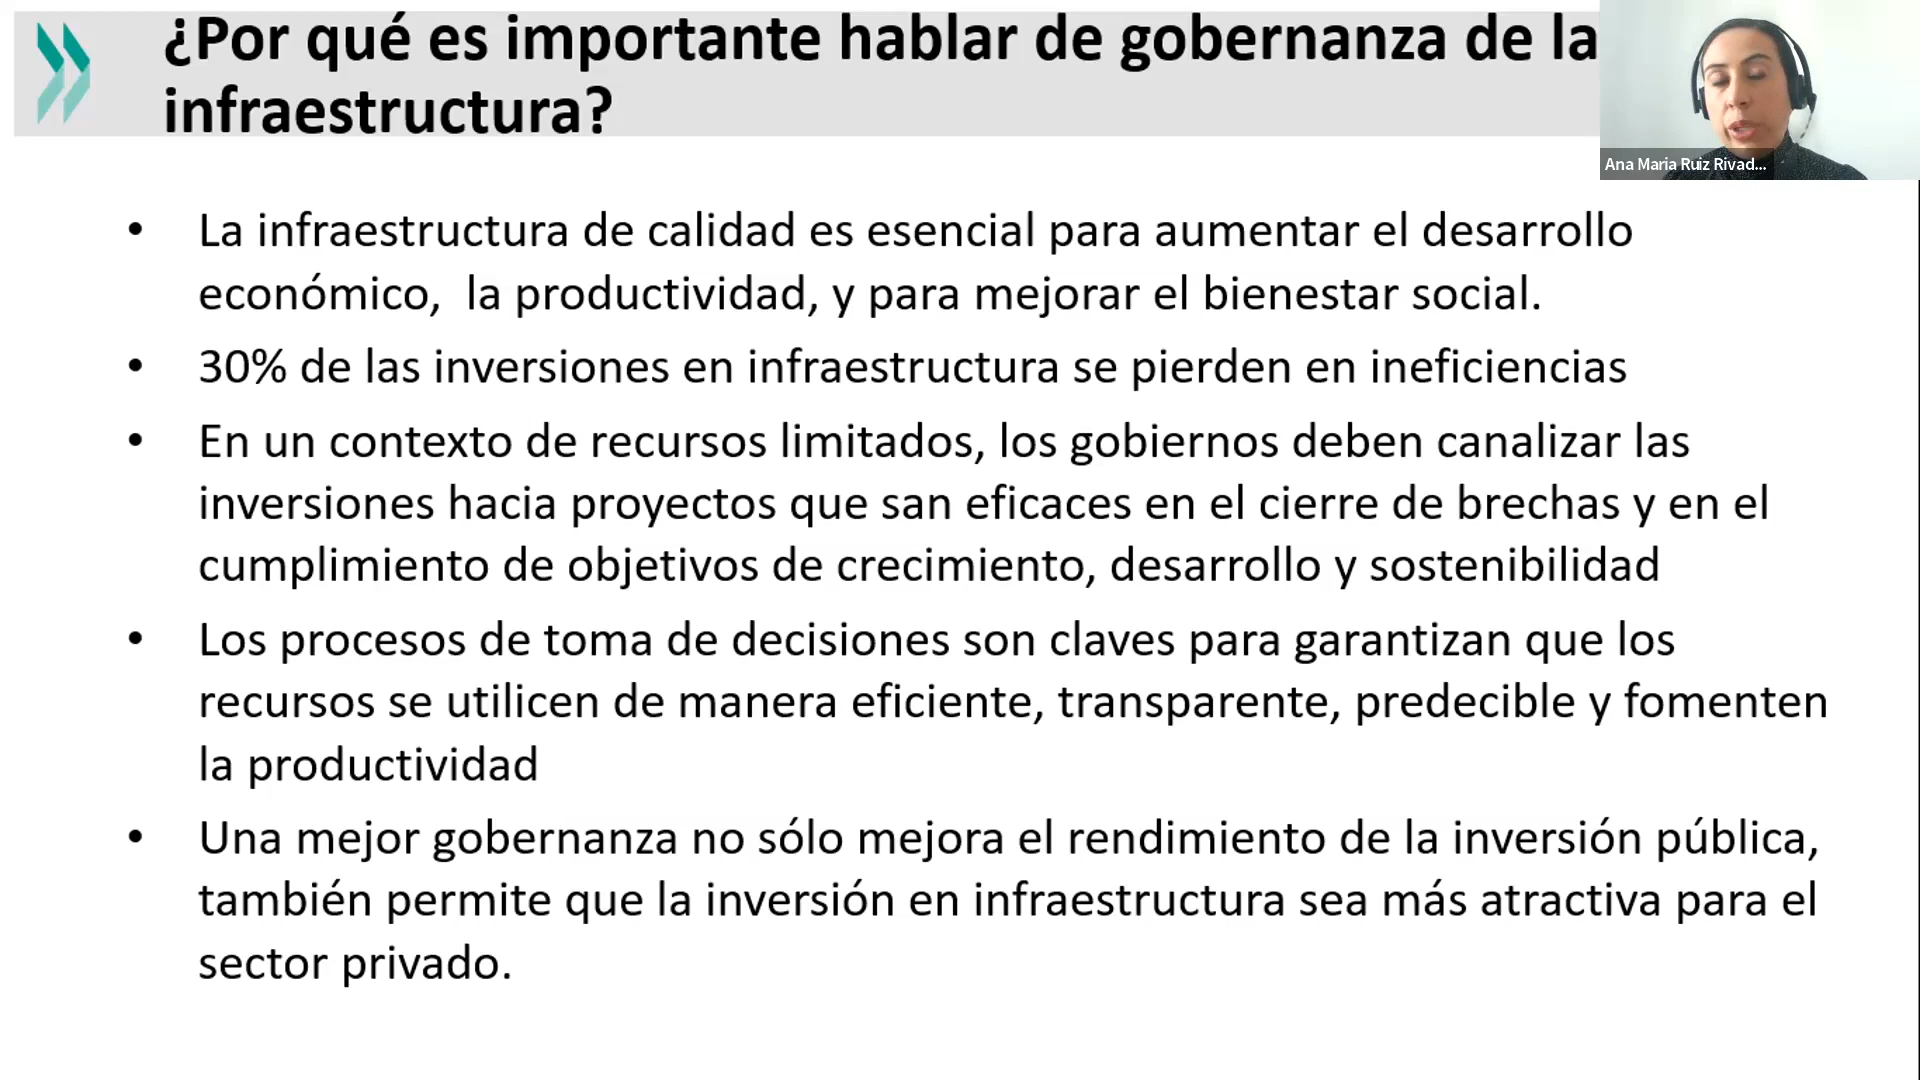 ¿Por qué es importante hablar de gobernanza de la
infraestructura?
Ana Maria Ruiz Rivad...
• La infraestructura de calidad es esencial para aumentar el desarrollo
económico,  la productividad, y para mejorar el bienestar social.
• 30% de las inversiones en infraestructura se pierden en ineficiencias
• En un contexto de recursos limitados, los gobiernos deben canalizar las
inversiones hacia proyectos que san eficaces en el cierre de brechas y en el
cumplimiento de objetivos de crecimiento, desarrollo y sostenibilidad
• Los procesos de toma de decisiones son claves para garantizan que los
recursos se utilicen de manera eficiente, transparente, predecible y fomenten
la productividad
• Una mejor gobernanza no sólo mejora el rendimiento de la inversión pública,
también permite que la inversión en infraestructura sea más atractiva para el
sector privado.